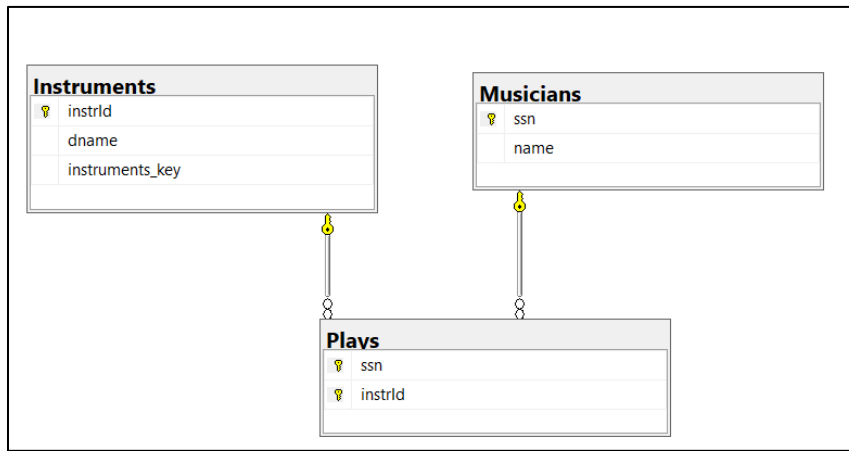 Instruments
instrId
dname
instruments_key
Musicians
ssn
name
Plays
ssn
instrId